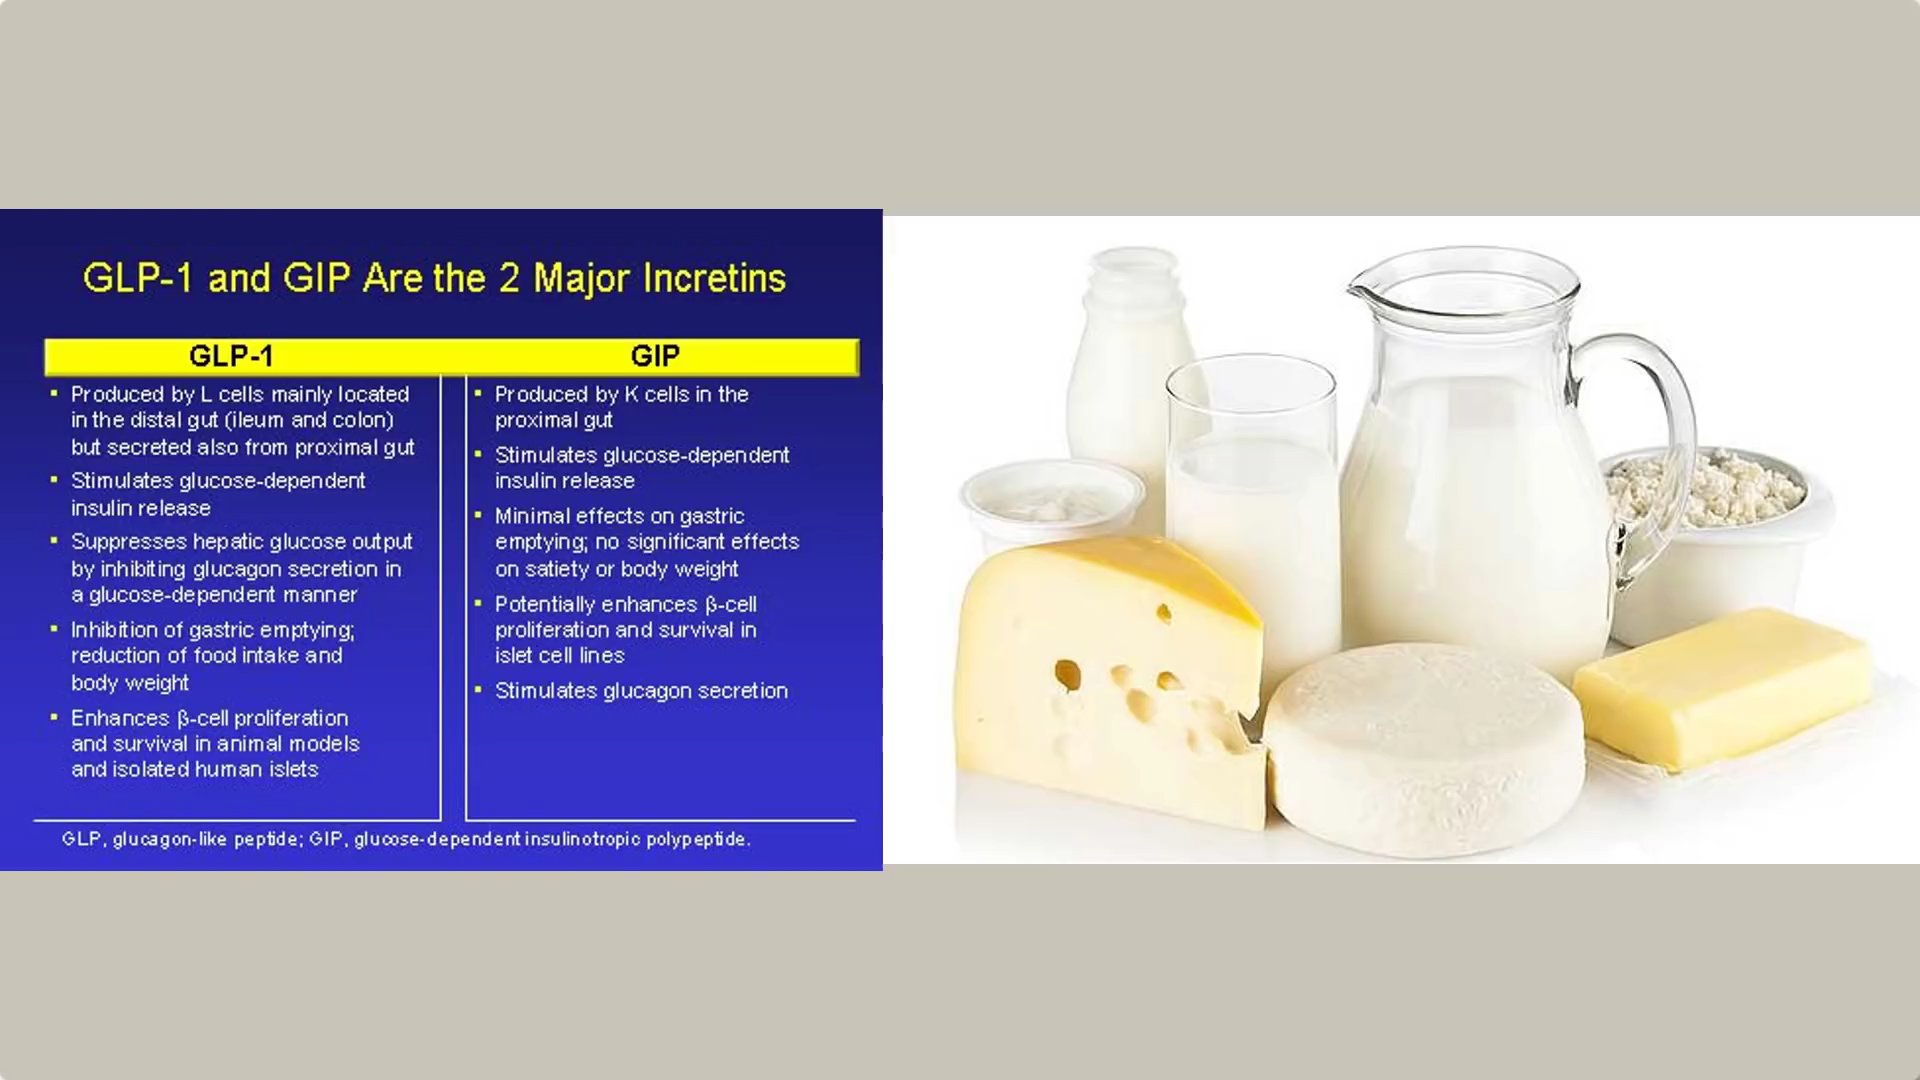 GLP-1 and GIP Are the 2 Major Incretins
GLP-1
▪ Produced by L cells mainly located
in the distal gut (ileum and colon)
but secreted also from proximal gut
▪ Stimulates glucose-dependent
insulin release
▪ Suppresses hepatic glucose output
by inhibiting glucagon secretion in
a glucose-dependent manner
▪ Inhibition of gastric emptying;
reduction of food intake and
body weight
▪ Enhances β-cell proliferation
and survival in animal models
and isolated human islets
GIP
▪ Produced by K cells in the
proximal gut
▪ Stimulates glucose-dependent
insulin release
▪ Minimal effects on gastric
emptying; no significant effects
on satiety or body weight
▪ Potentially enhances β-cell
proliferation and survival in
islet cell lines
▪ Stimulates glucagon secretion
GLP, glucagon-like peptide; GIP, glucose-dependent insulinotropic polypeptide.